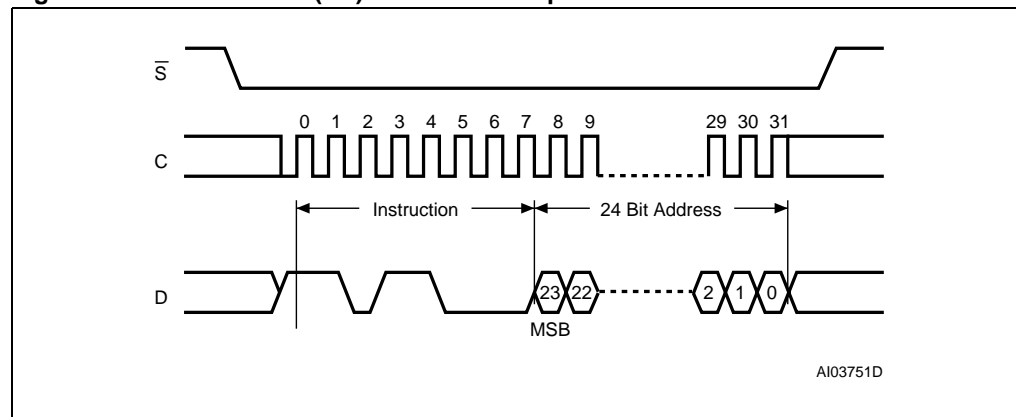 S
0 1 2 3 4 5 6 7 8 9 29 30 31
C
Instruction 24 Bit Address
D 23 22 2 1 0
MSB
AI03751D